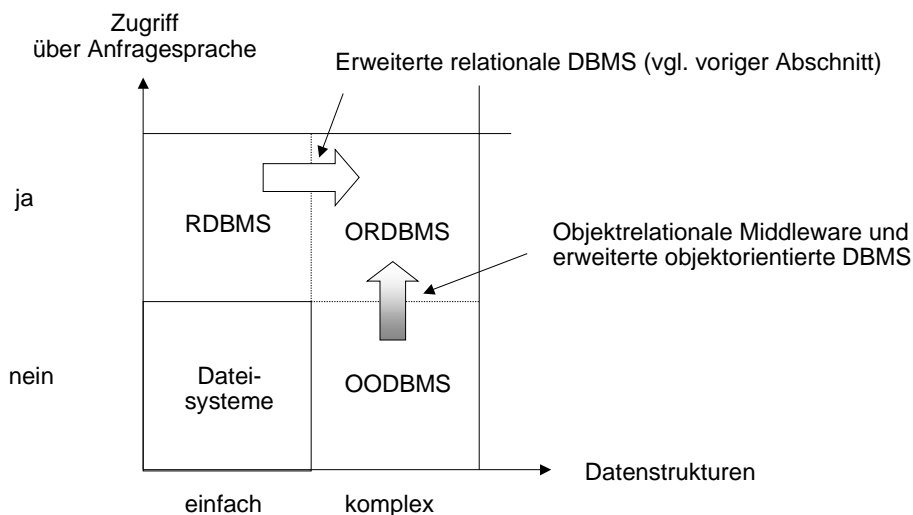 Zugriff
über Anfragesprache
Erweiterte relationale DBMS (vgl. voriger Abschnitt)
ja
RDBMS
ORDBMS
Objektrelationale Middleware und
erweiterte objektorientierte DBMS
nein
Datei-
systeme
OODBMS
Datenstrukturen
einfach
komplex